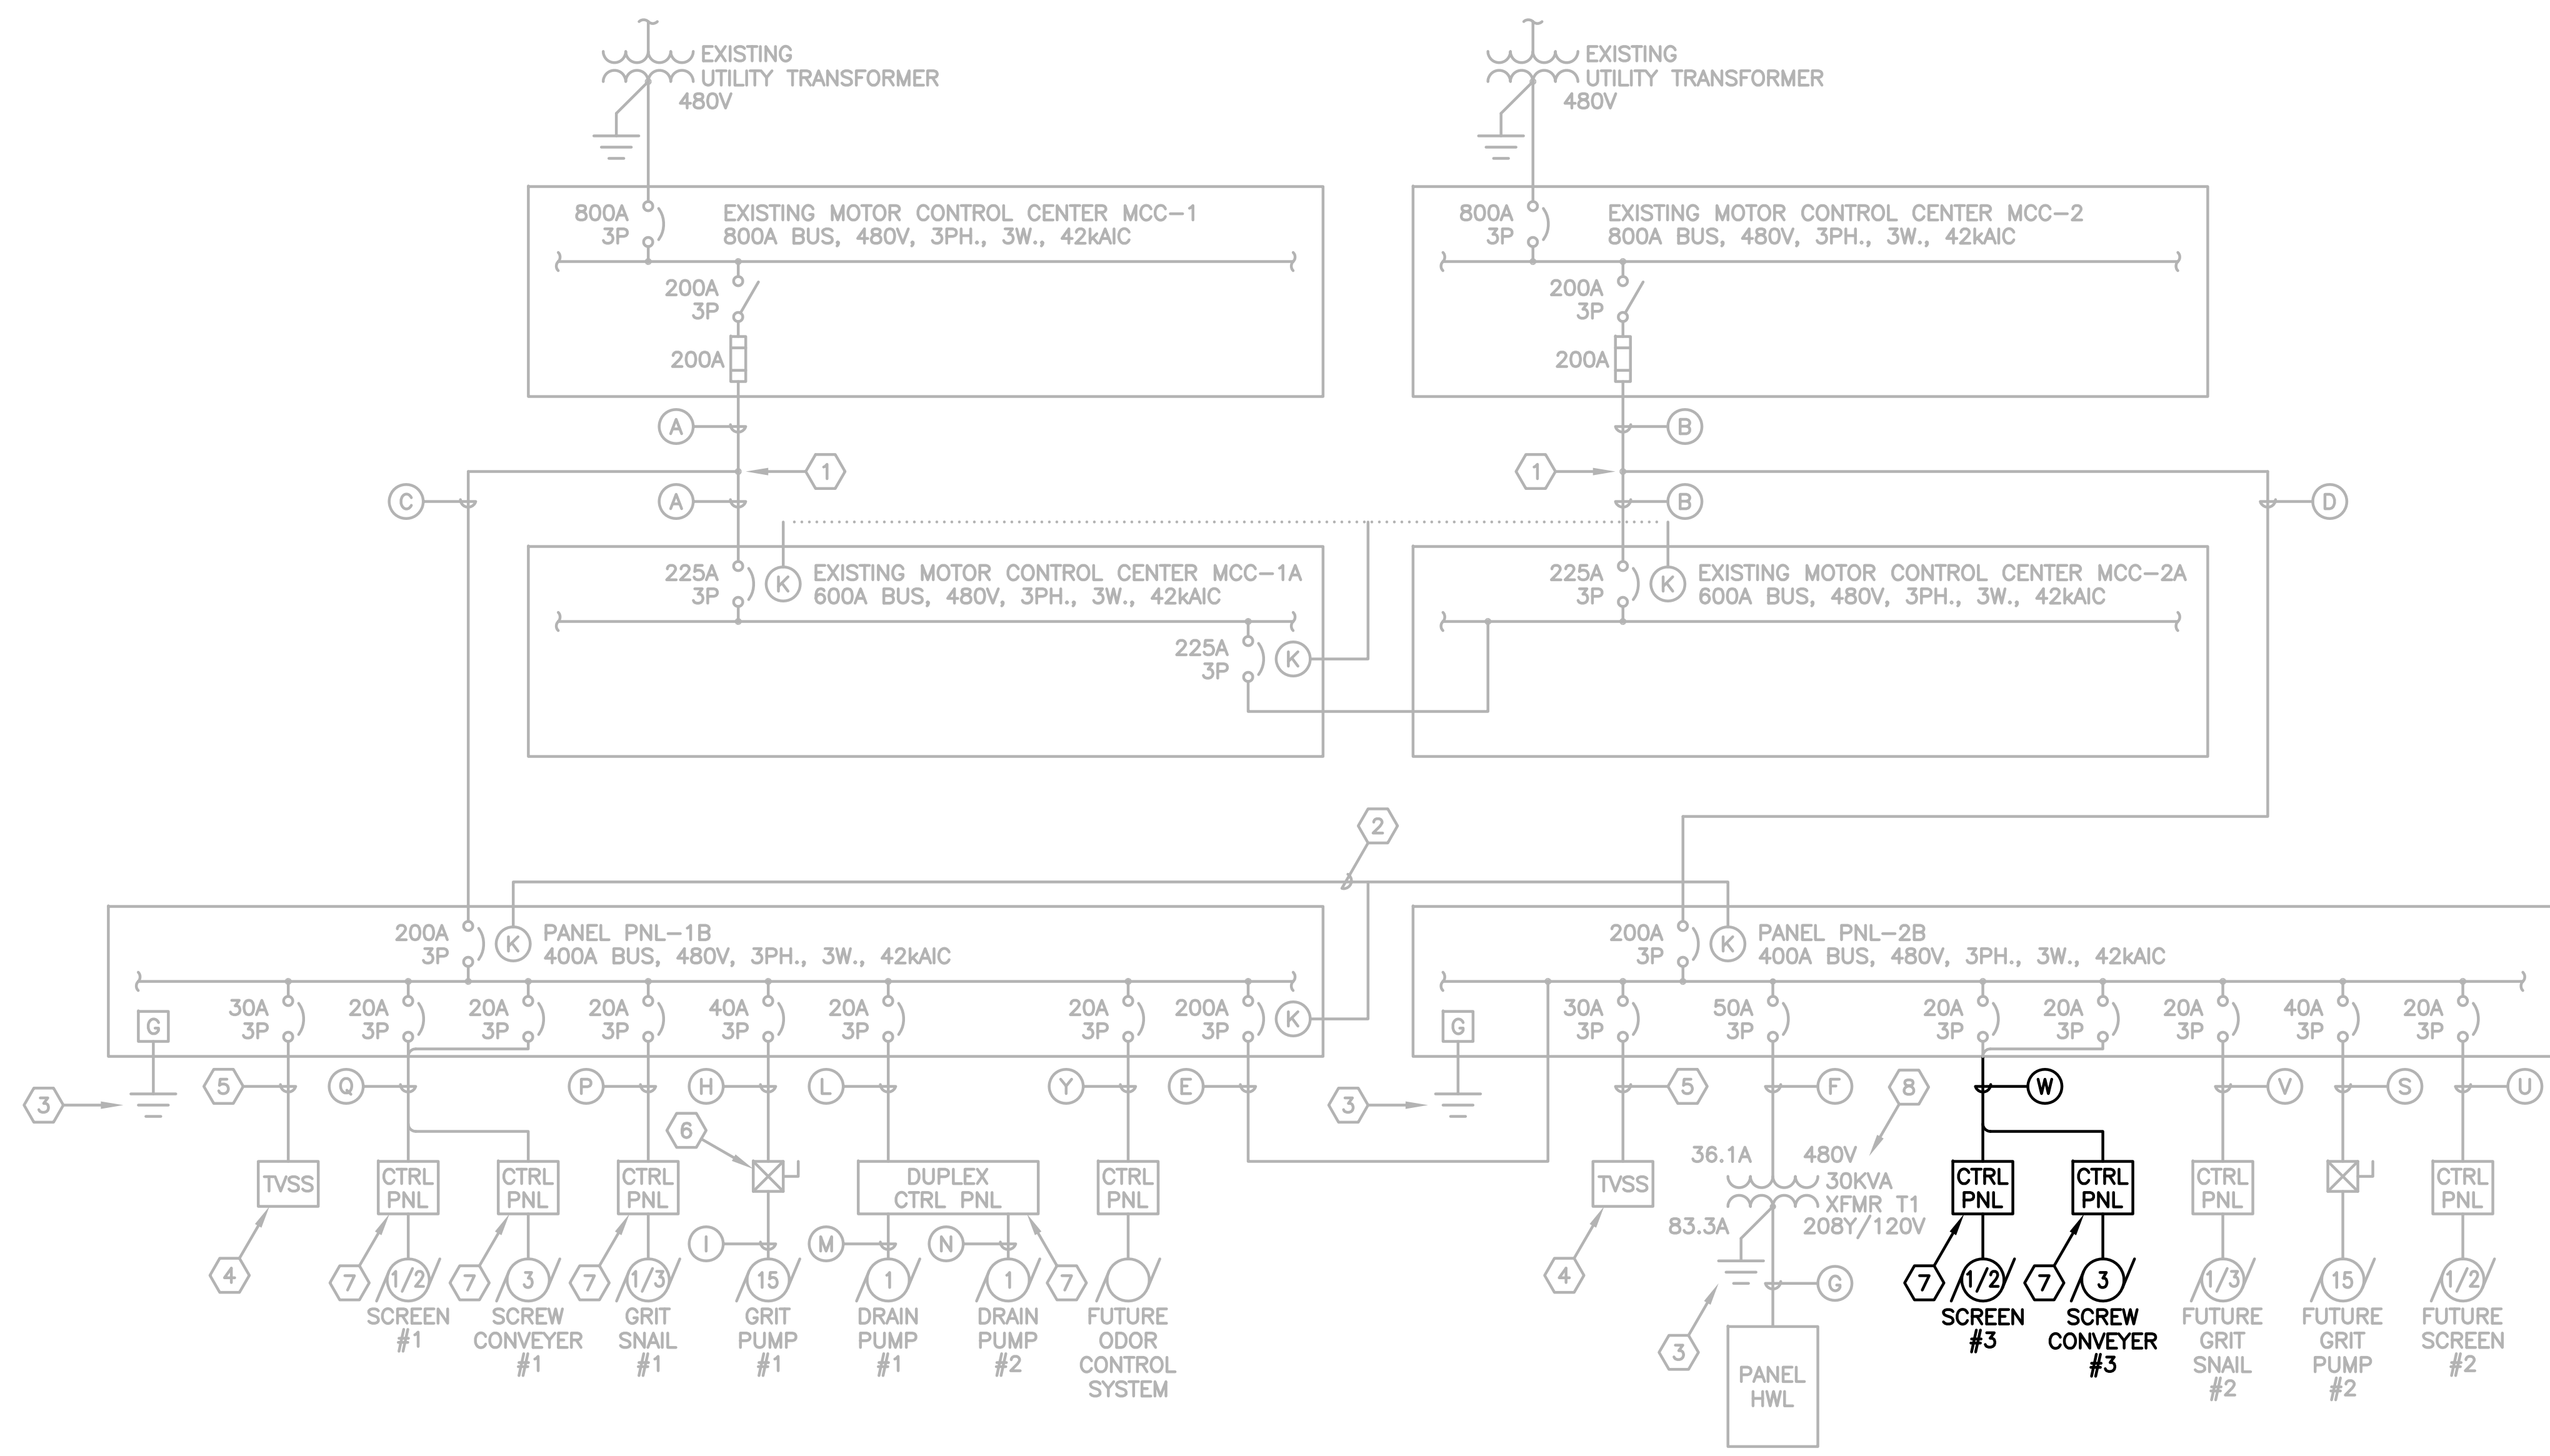 EXISTING
UTILITY TRANSFORMER
480V
EXISTING
UTILITY TRANSFORMER
480V
800A
3P
EXISTING MOTOR CONTROL CENTER MCC-1
800A BUS, 480V, 3PH., 3W., 42kAIC
200A
3P
200A
800A
3P
EXISTING MOTOR CONTROL CENTER MCC-2
800A BUS, 480V, 3PH., 3W., 42kAIC
200A
3P
200A
A
B
1
1
C
A
B
D
225A
3P
K
EXISTING MOTOR CONTROL CENTER MCC-1A
600A BUS, 480V, 3PH., 3W., 42kAIC
225A
3P
K
225A
3P
K
EXISTING MOTOR CONTROL CENTER MCC-2A
600A BUS, 480V, 3PH., 3W., 42kAIC
2
200A
3P
K
PANEL PNL-1B
400A BUS, 480V, 3PH., 3W., 42kAIC
G
30A
3P
20A
3P
20A
3P
20A
3P
40A
3P
20A
3P
20A
3P
200A
3P
K
200A
3P
K
PANEL PNL-2B
400A BUS, 480V, 3PH., 3W., 42kAIC
G
30A
3P
50A
3P
20A
3P
20A
3P
20A
3P
40A
3P
20A
3P
3
5
Q
P
H
L
Y
E
3
5
F
8
W
V
S
U
6
TVSS
CTRL
PNL
CTRL
PNL
CTRL
PNL
DUPLEX
CTRL PNL
CTRL
PNL
TVSS
36.1A
480V
30KVA
XFMR T1
83.3A
208Y/120V
CTRL
PNL
CTRL
PNL
CTRL
PNL
CTRL
PNL
I
M
N
4
7
1/2
SCREEN
#1
7
3
SCREW
CONVEYER
#1
7
1/3
GRIT
SNAIL
#1
15
GRIT
PUMP
#1
1
DRAIN
PUMP
#1
1
DRAIN
PUMP
#2
7
FUTURE
ODOR
CONTROL
SYSTEM
4
G
3
PANEL
HWL
7
1/2
SCREEN
#3
7
3
SCREW
CONVEYER
#3
1/3
FUTURE
GRIT
SNAIL
#2
15
FUTURE
GRIT
PUMP
#2
1/2
FUTURE
SCREEN
#2